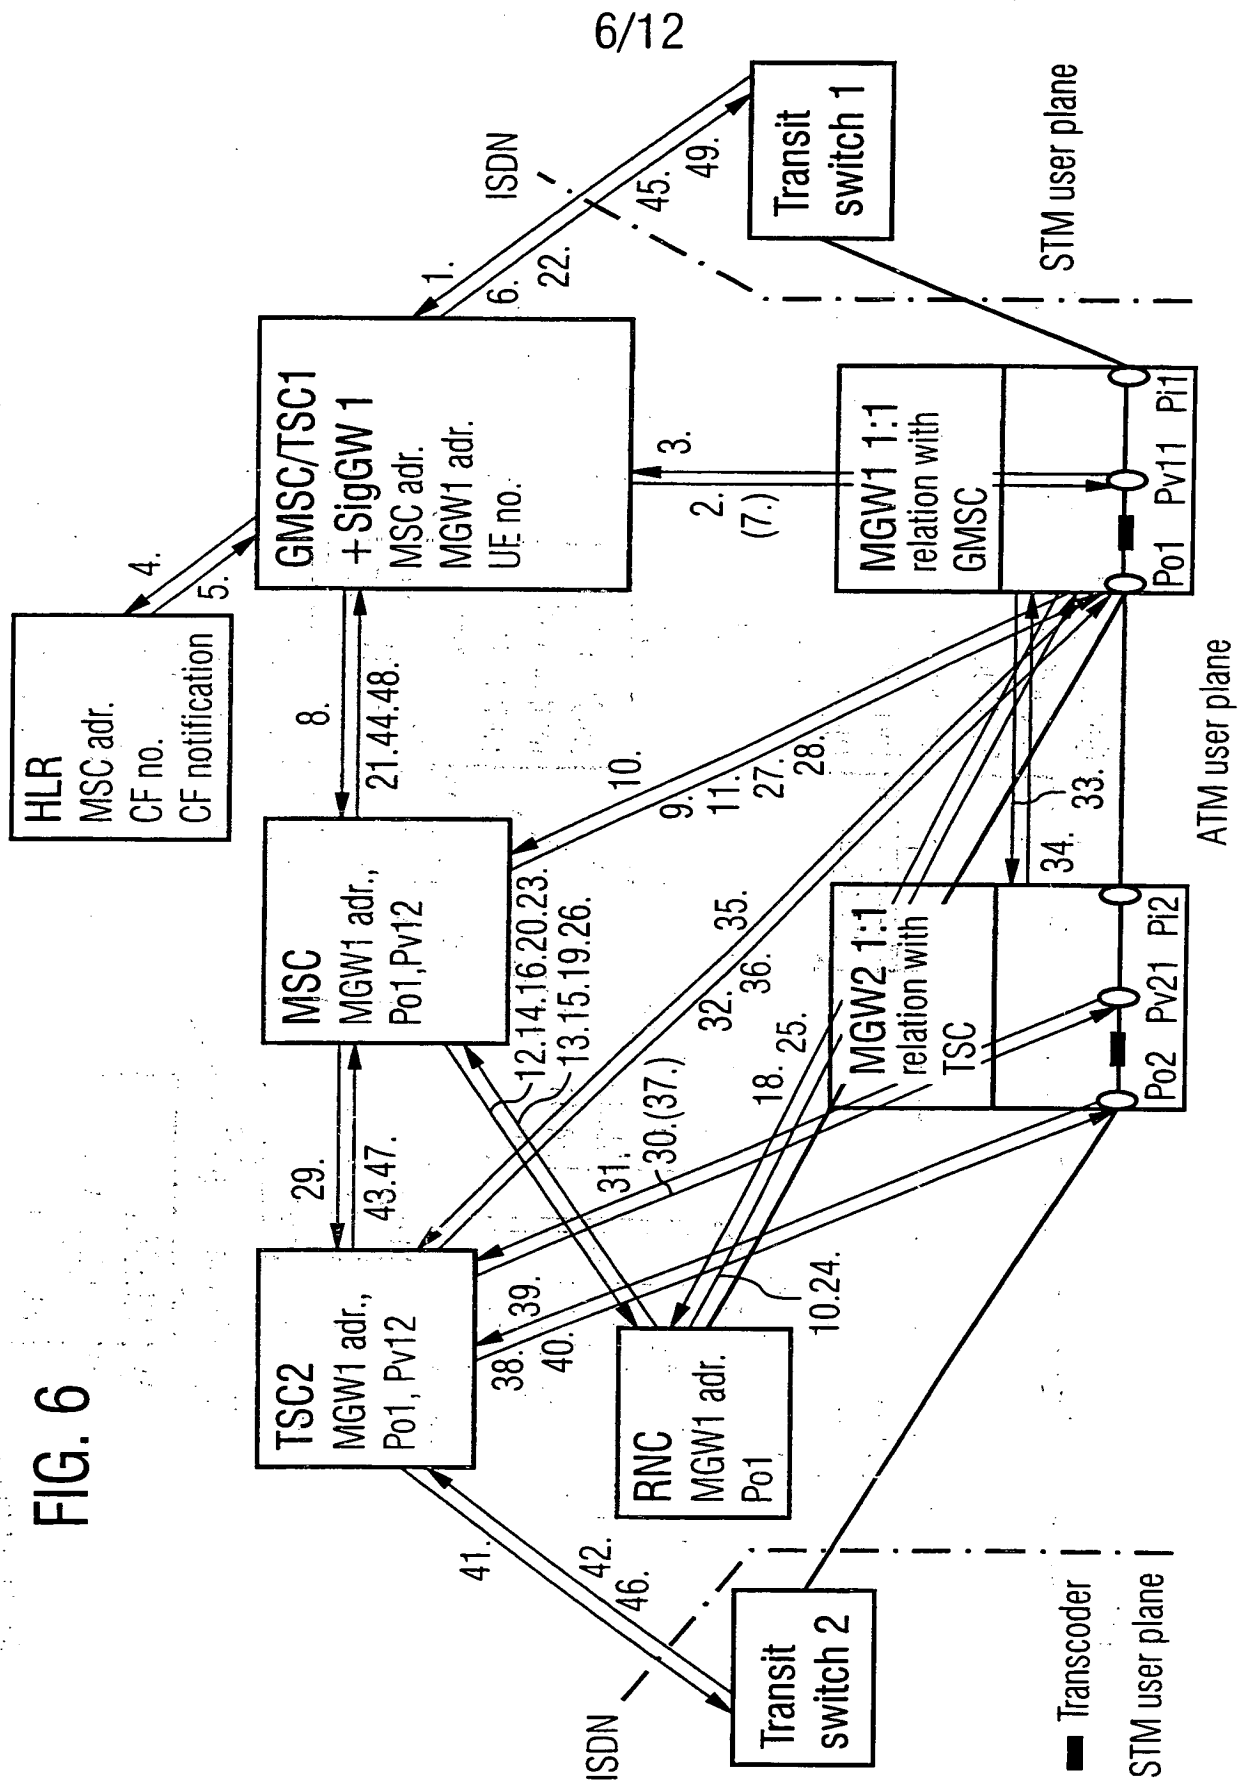 6/12
FIG. 6
HLR
MSC adr.
CF no.
CF notification
4.
5.
GMSC/TSC1
+SigGW 1
MSC adr.
MGW1 adr.
UE no.
1.
6.
22.
45.
49.
ISDN
Transit
switch 1
STM user plane
8.
21.44.48.
MSC
MGW1 adr.,
Po1,Pv12
29.
43.47.
TSC2
MGW1 adr.,
Po1, Pv12
2.
(7.)
3.
MGW1 1:1
relation with
GMSC
Po1
Pv11
Pi1
10.
9.
11.
27.
28.
12.14.16.20.23.
13.15.19.26.
35.
32.
36.
33.
34.
MGW2 1:1
relation with
TSC
Po2
Pv21
Pi2
18.
25.
31.
30.(37.)
39.
38.
40.
10.24.
RNC
MGW1 adr.
Po1
41.
42.
46.
ISDN
Transit
switch 2
ATM user plane
Transcoder
STM user plane